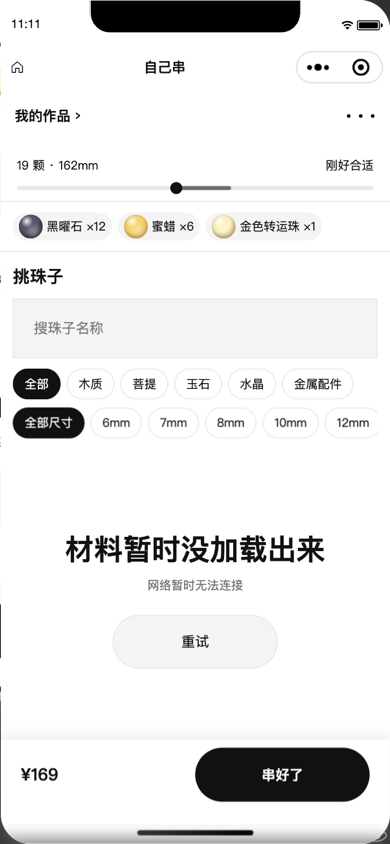 11:11
自己串
我的作品 >
19 颗 · 162mm 刚好合适
黑曜石 ×12 蜜蜡 ×6 金色转运珠 ×1
挑珠子
搜珠子名称
全部 木质 菩提 玉石 水晶 金属配件
全部尺寸 6mm 7mm 8mm 10mm 12mm
材料暂时没加载出来
网络暂时无法连接
重试
¥169 串好了